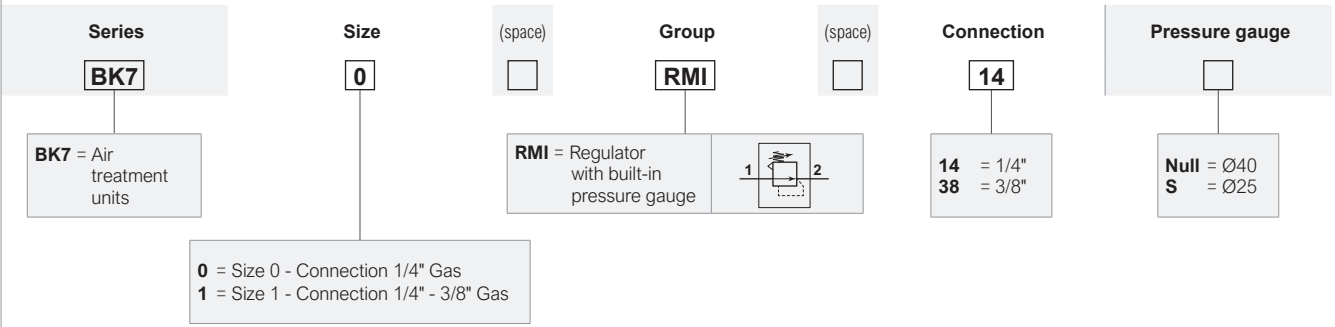 Series
Size
(space)
Group
(space)
Connection
Pressure gauge
BK7
0
RMI
14
BK7 = Air
treatment
units
RMI = Regulator
with built-in
pressure gauge
1
2
14 = 1/4"
38 = 3/8"
Null = Ø40
S = Ø25
0 = Size 0 - Connection 1/4" Gas
1 = Size 1 - Connection 1/4" - 3/8" Gas